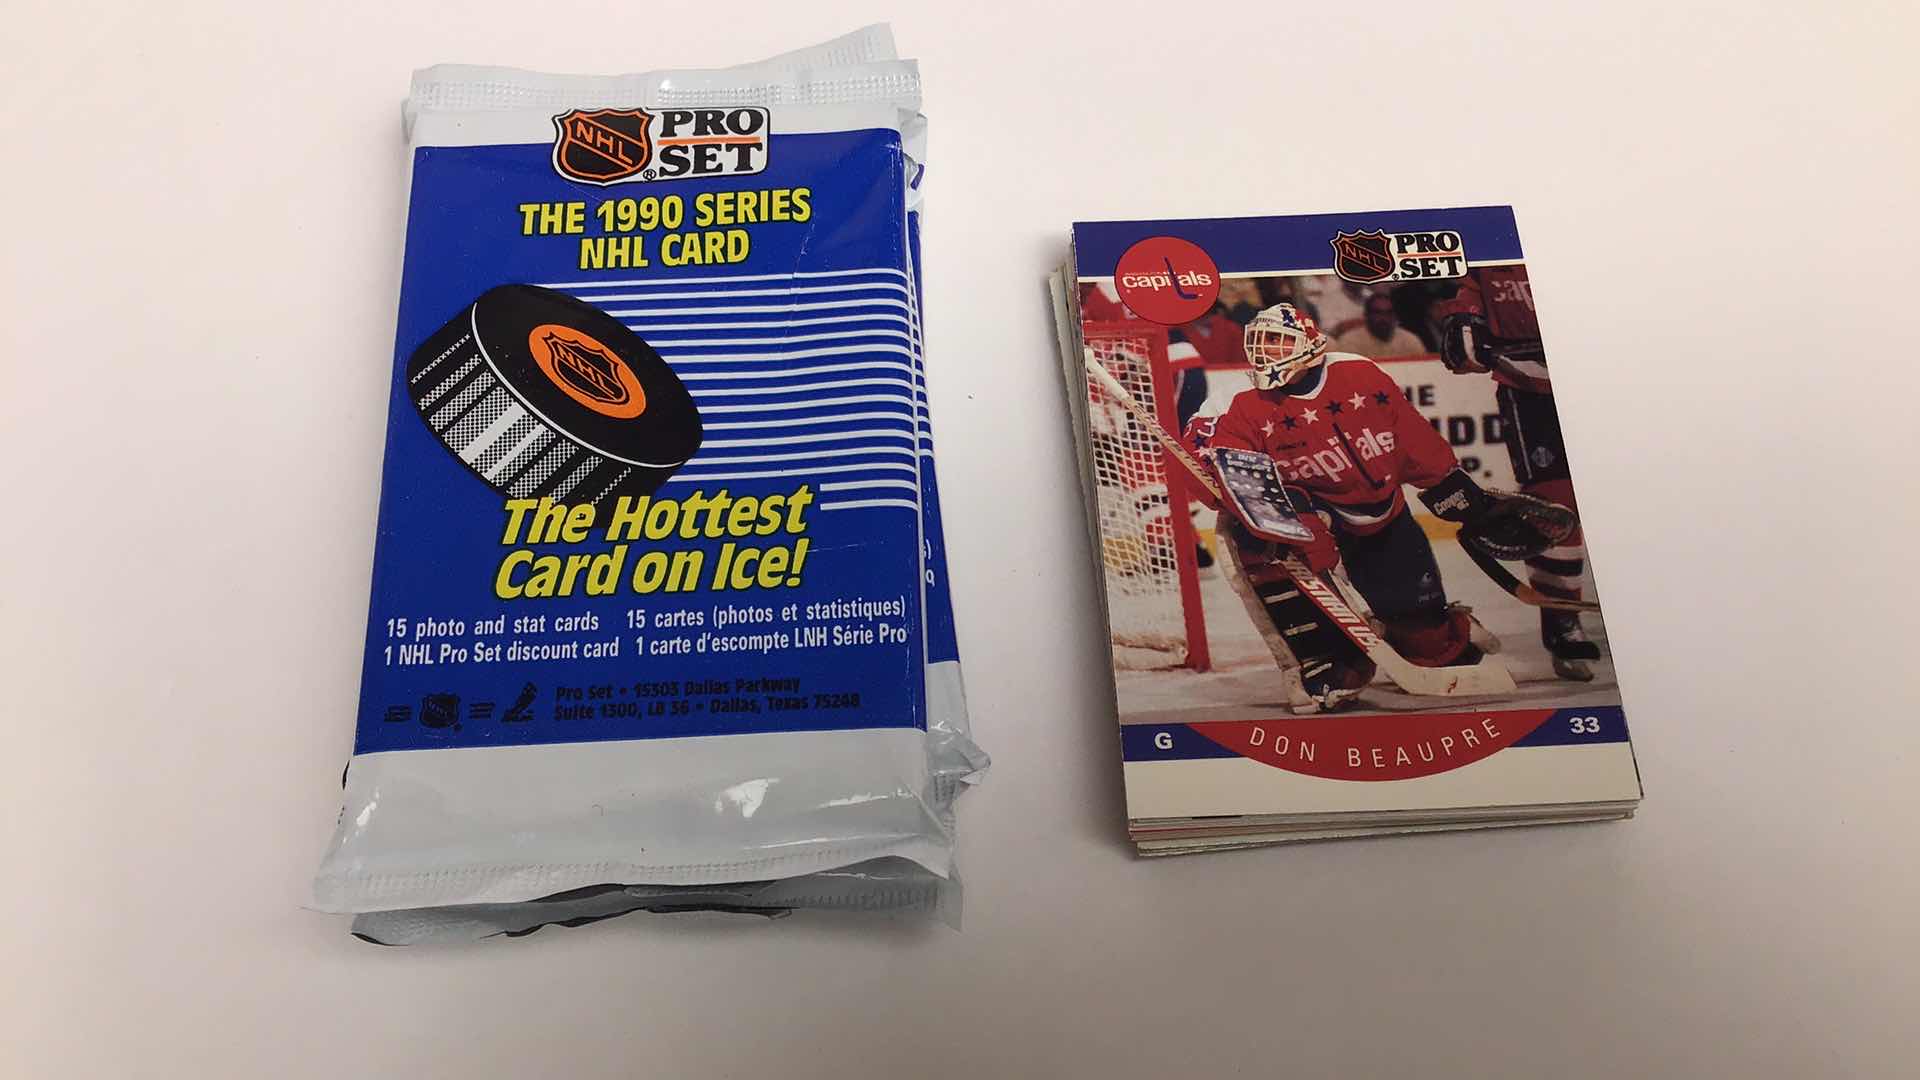 NHL PRO SET
THE 1990 SERIES
NHL CARD
NHL
The Hottest
Card on Ice!
15 photo and stat cards 15 cartes (photos et statistiques)
1 NHL Pro Set discount card 1 carte d'escompte LNH Série Pro
Pro Set • 15303 Dallas Parkway
Suite 1300, LB 36 • Dallas, Texas 75248
capitals
NHL PRO SET
capitals
G DON BEAUPRE 33